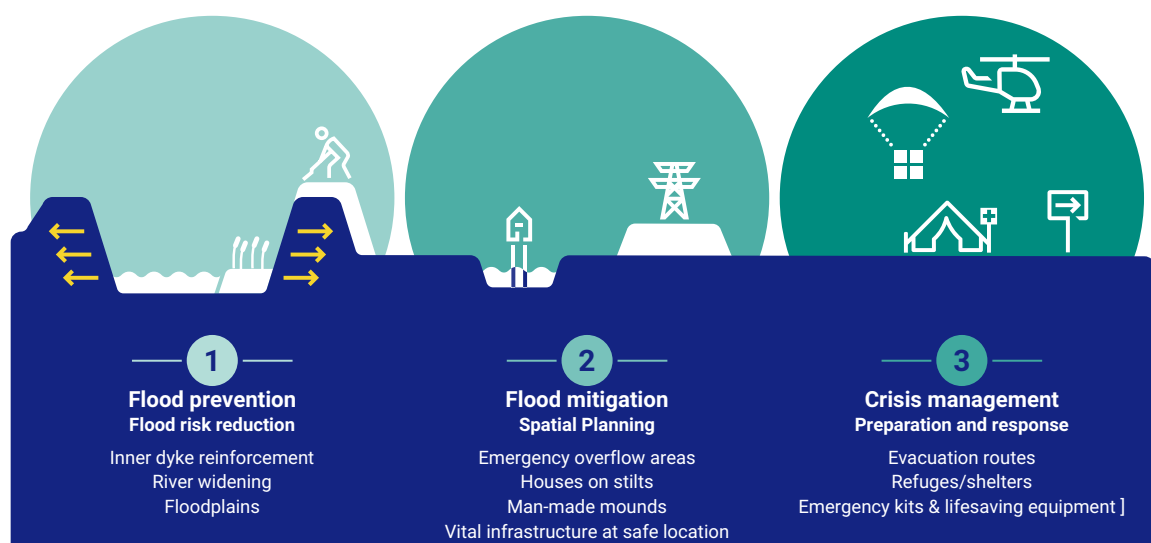 1
Flood prevention
Flood risk reduction
Inner dyke reinforcement
River widening
Floodplains
2
Flood mitigation
Spatial Planning
Emergency overflow areas
Houses on stilts
Man-made mounds
Vital infrastructure at safe location
3
Crisis management
Preparation and response
Evacuation routes
Refuges/shelters
Emergency kits & lifesaving equipment ]